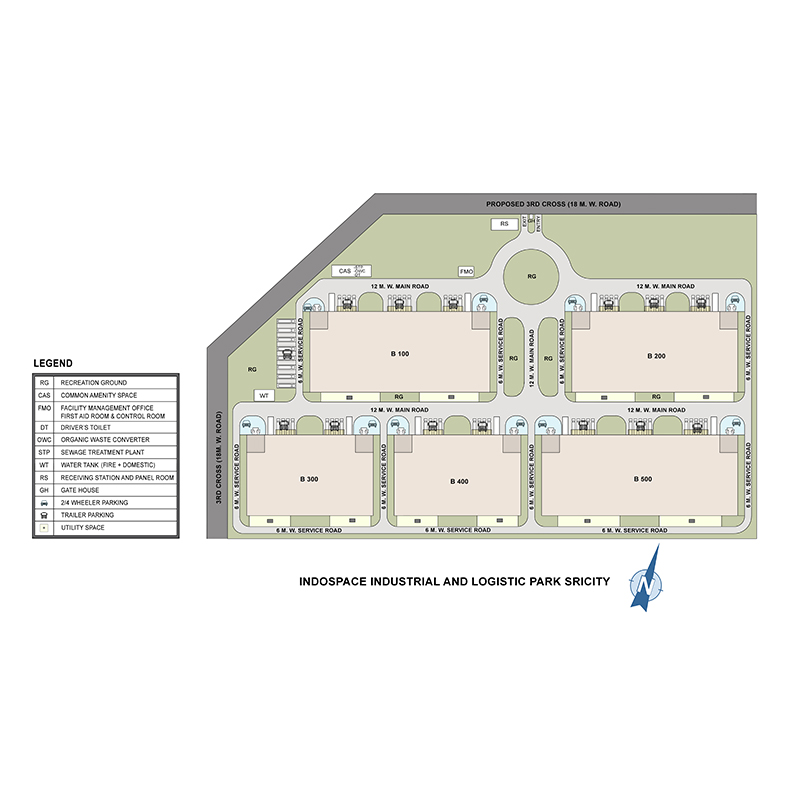 PROPOSED 3RD CROSS (18 M. W. ROAD)
RS
EXIT
ENTRY
CAS
STP
OWC
DT
FMO
RG
12 M. W. MAIN ROAD
12 M. W. MAIN ROAD
6 M. W. SERVICE ROAD
B 100
6 M. W. SERVICE ROAD
RG
12 M. W. MAIN ROAD
RG
6 M. W. SERVICE ROAD
B 200
6 M. W. SERVICE ROAD
RG
WT
RG
RG
12 M. W. MAIN ROAD
12 M. W. MAIN ROAD
3RD CROSS (18M. W. ROAD)
6 M. W. SERVICE ROAD
B 300
6 M. W. SERVICE ROAD
B 400
6 M. W. SERVICE ROAD
B 500
6 M. W. SERVICE ROAD
6 M. W. SERVICE ROAD
6 M. W. SERVICE ROAD
6 M. W. SERVICE ROAD
LEGEND
RG RECREATION GROUND
CAS COMMON AMENITY SPACE
FMO FACILITY MANAGEMENT OFFICE
FIRST AID ROOM & CONTROL ROOM
DT DRIVER'S TOILET
OWC ORGANIC WASTE CONVERTER
STP SEWAGE TREATMENT PLANT
WT WATER TANK (FIRE + DOMESTIC)
RS RECEIVING STATION AND PANEL ROOM
GH GATE HOUSE
2/4 WHEELER PARKING
TRAILER PARKING
UTILITY SPACE
INDOSPACE INDUSTRIAL AND LOGISTIC PARK SRICITY
N